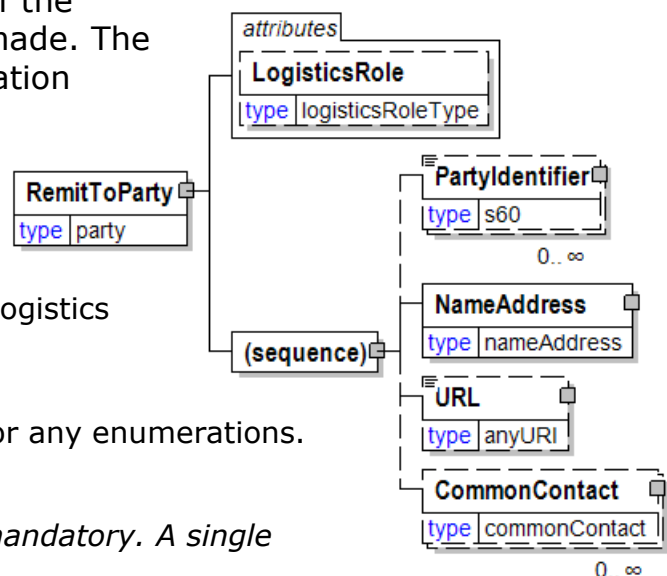 r the
made. The
ation
ogistics
or any enumerations.
mandatory. A single
attributes
LogisticsRole
type logisticsRoleType
RemitToParty
type party
(sequence)
PartyIdentifier
type s60
0.. ∞
NameAddress
type nameAddress
URL
type anyURI
CommonContact
type commonContact
0.. ∞